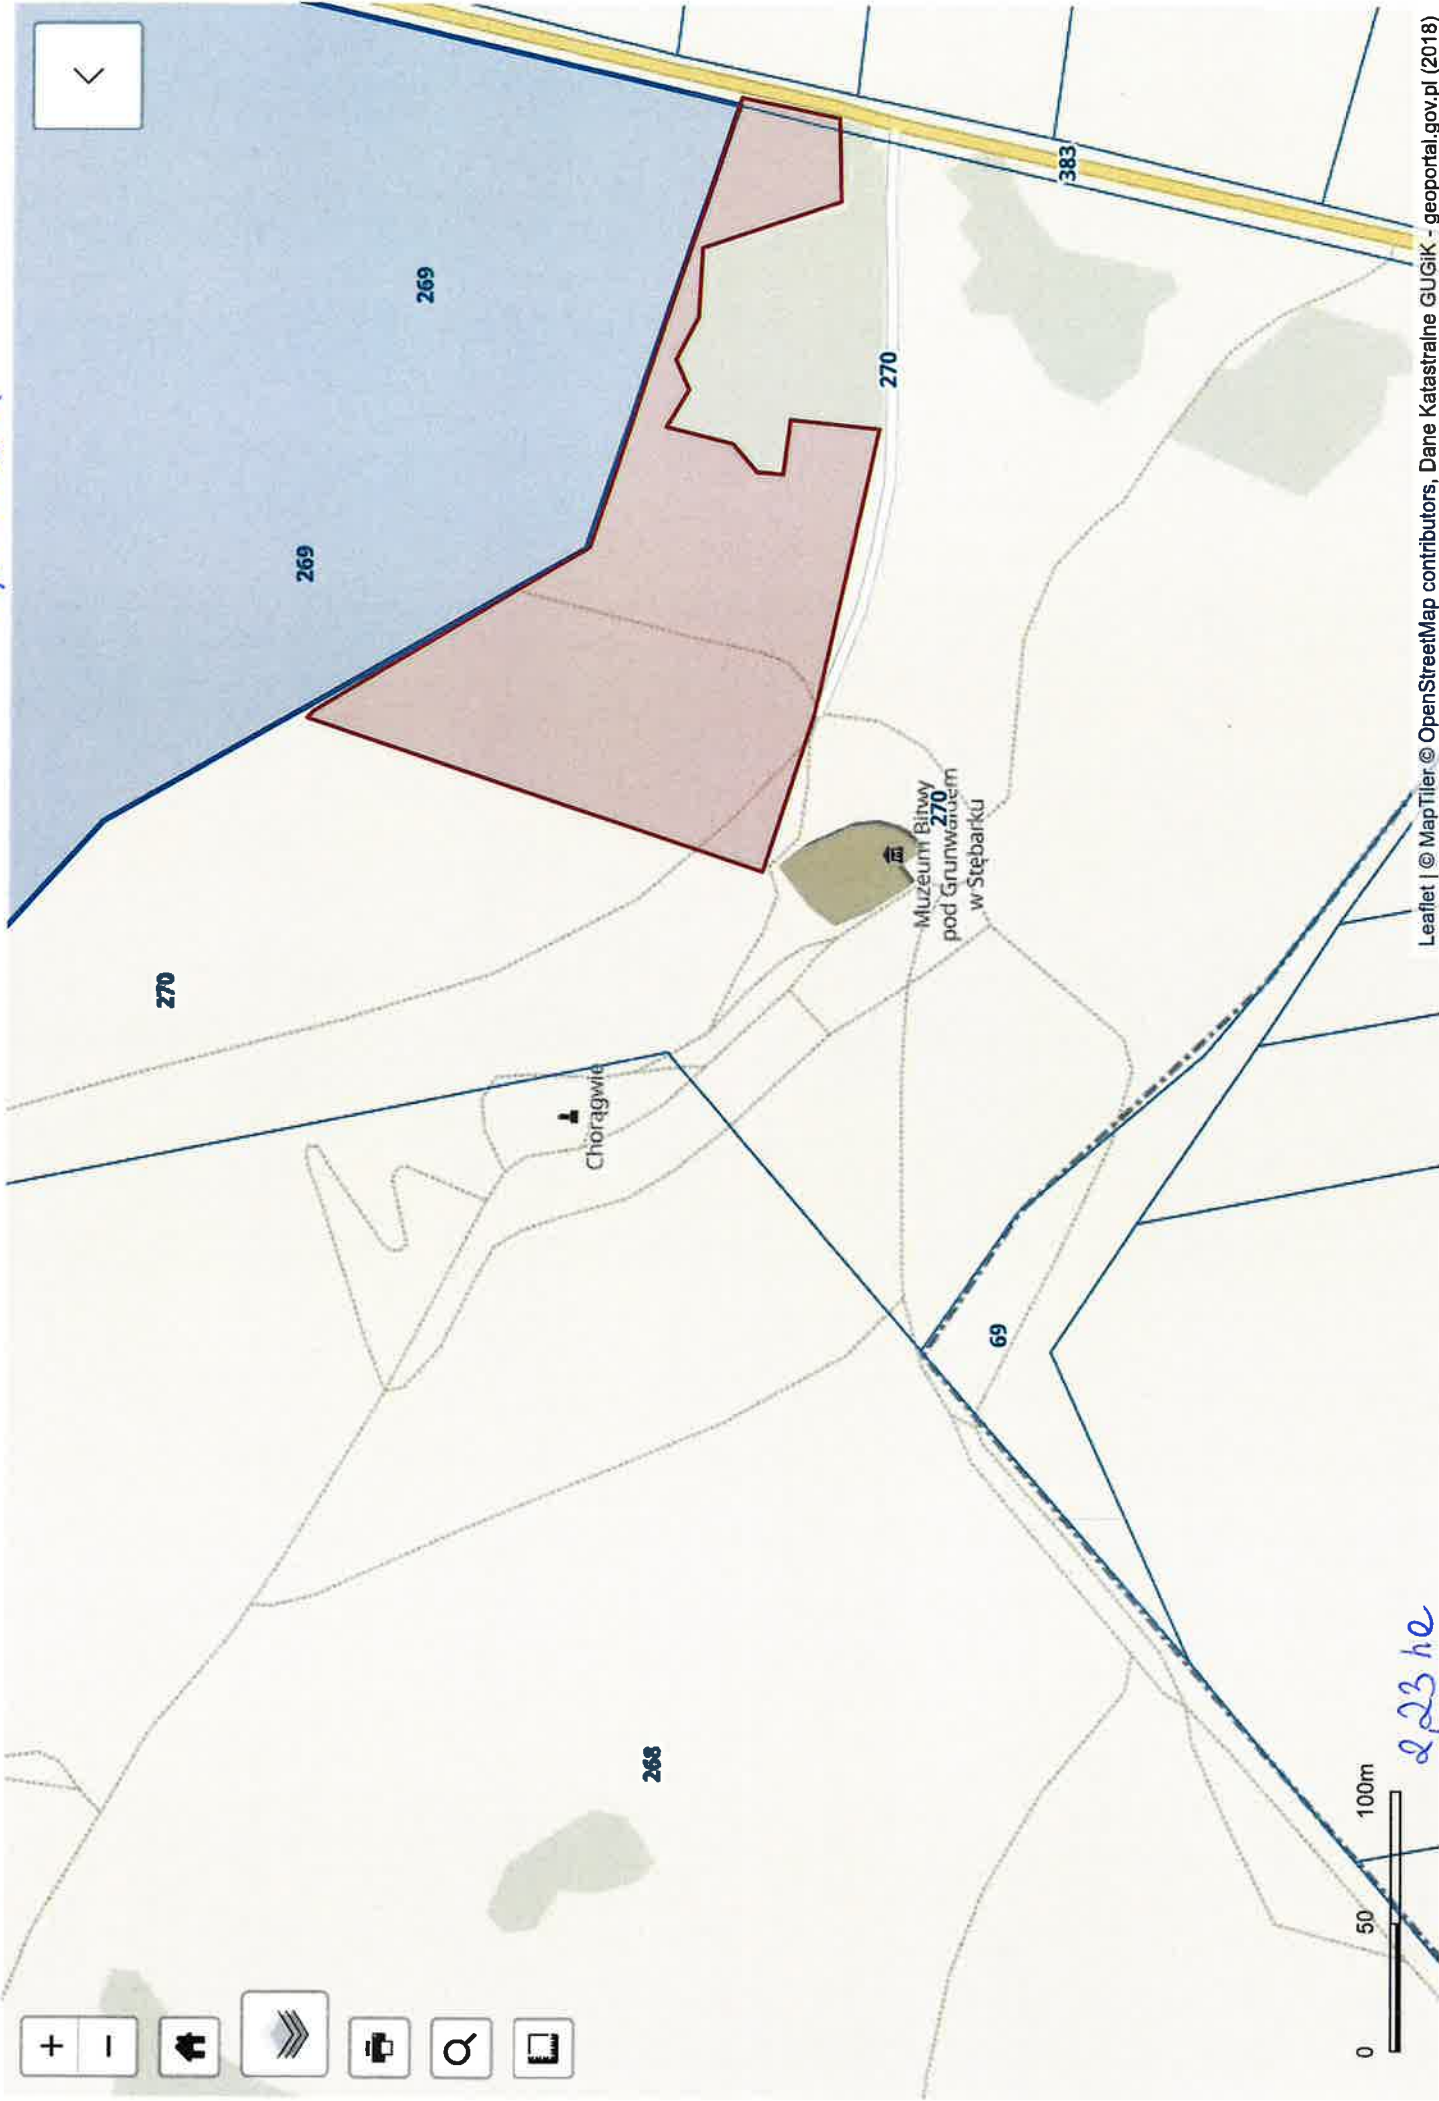 269
269
270
383
270
Muzeum Bitwy
270
pod Grunwaldem
w Stębarku
Chorągwie
69
268
0 50 100m
2,23 ha
Leaflet | © MapTiler © OpenStreetMap contributors, Dane Katastralne GUGiK - geoportal.gov.pl (2018)